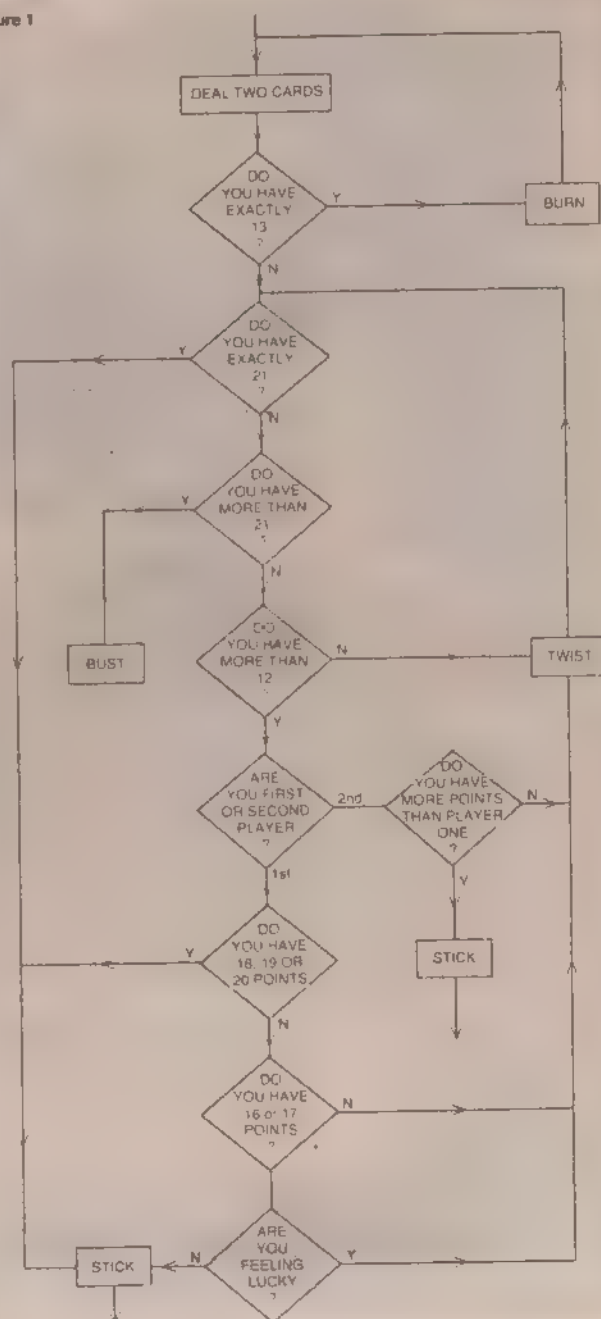 ure 1
DEAL TWO CARDS
DO
YOU HAVE
EXACTLY
13
?
Y
BURN
N
DO
YOU HAVE
EXACTLY
21
?
Y
N
DO
YOU HAVE
MORE THAN
21
?
Y
N
BUST
DO
YOU HAVE
MORE THAN
12
?
N
TWIST
Y
ARE
YOU FIRST
OR SECOND
PLAYER
?
2nd
DO
YOU HAVE
MORE POINTS
THAN PLAYER
ONE
?
N
1st
Y
DO
YOU HAVE
18, 19 OR
20 POINTS
Y
STICK
N
DO
YOU HAVE
16 or 17
POINTS
?
N
ARE
YOU
FEELING
LUCKY
?
N
Y
STICK